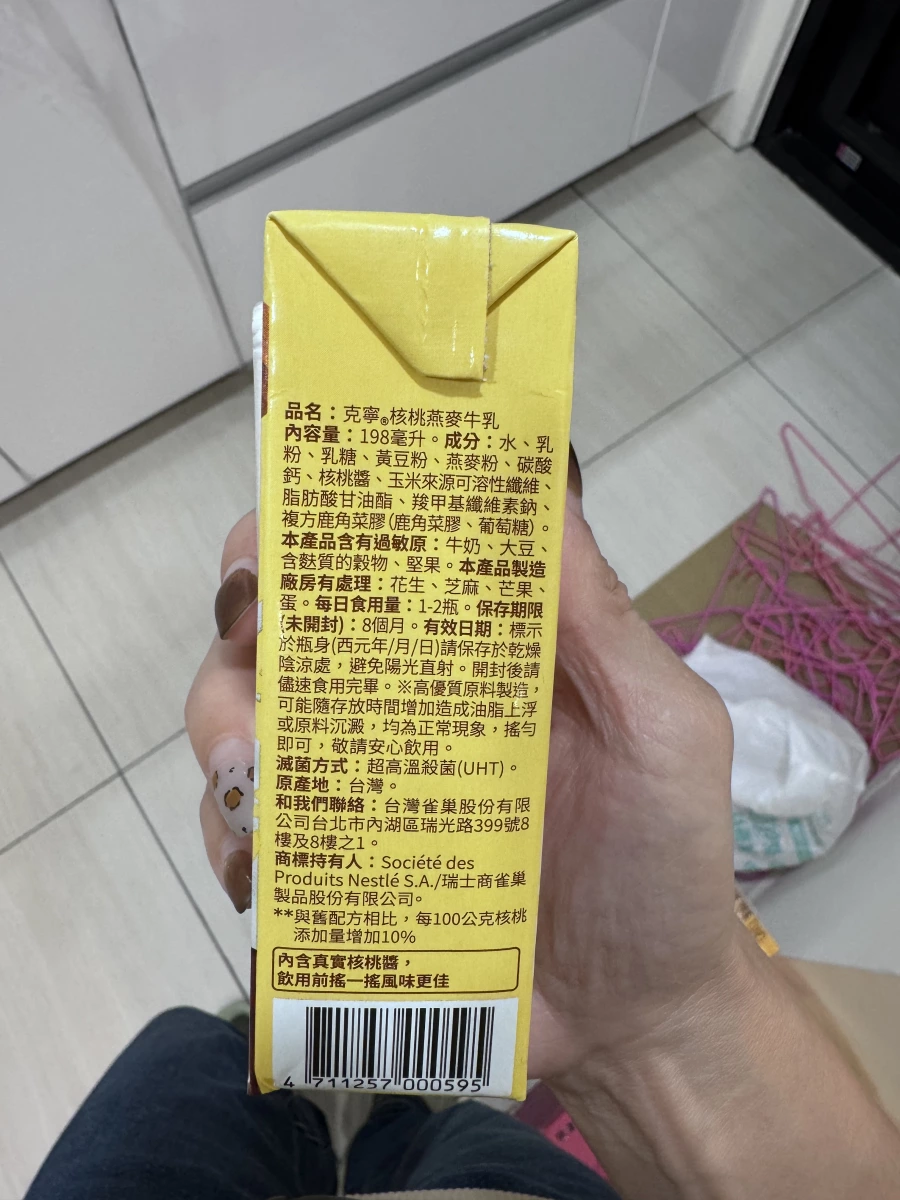 品名：克寧®核桃燕麥牛乳
內容量：198毫升。成分：水、乳
粉、乳糖、黃豆粉、燕麥粉、碳酸
鈣、核桃醬、玉米來源可溶性纖維、
脂肪酸甘油酯、羧甲基纖維素鈉、
複方鹿角菜膠(鹿角菜膠、葡萄糖)。
本產品含有過敏原：牛奶、大豆、
含麩質的穀物、堅果。本產品製造
廠房有處理：花生、芝麻、芒果、
蛋。每日食用量：1-2瓶。保存期限
(未開封)：8個月。有效日期：標示
於瓶身(西元年/月/日)請保存於乾燥
陰涼處，避免陽光直射。開封後請
儘速食用完畢。※高優質原料製造，
可能隨存放時間增加造成油脂上浮
或原料沉澱，均為正常現象，搖勻
即可，敬請安心飲用。
滅菌方式：超高溫殺菌(UHT)。
原產地：台灣。
和我們聯絡：台灣雀巢股份有限
公司台北市內湖區瑞光路399號8
樓及8樓之1。
商標持有人：Société des
Produits Nestlé S.A./瑞士商雀巢
製品股份有限公司。
**與舊配方相比，每100公克核桃
添加量增加10%
內含真實核桃醬，
飲用前搖一搖風味更佳
4 711257 000595